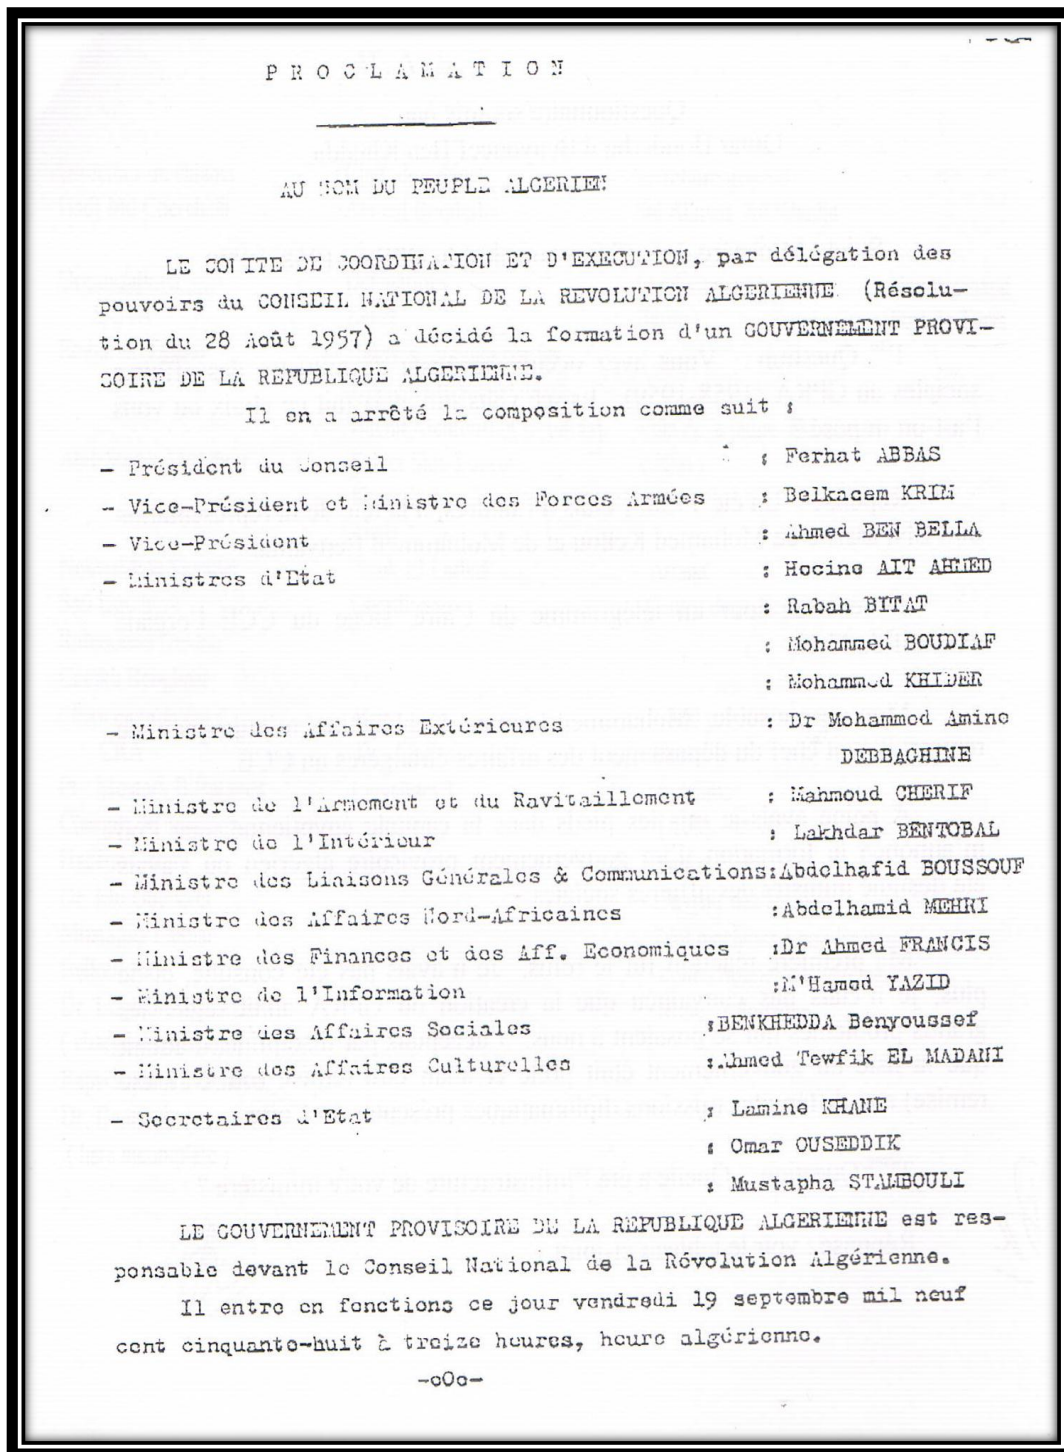 PROCLAMATION
AU NOM DU PEUPLE ALGERIEN
LE COMITE DE COORDINATION ET D'EXECUTION, par délégation des
pouvoirs du CONSEIL NATIONAL DE LA REVOLUTION ALGERIENNE (Résolu-
tion du 28 Août 1957) a décidé la formation d'un GOUVERNEMENT PROVI-
SOIRE DE LA REPUBLIQUE ALGERIENNE.
Il en a arrêté la composition comme suit :
- Président du Conseil : Ferhat ABBAS
- Vice-Président et Ministre des Forces Armées : Belkacem KRIM
- Vice-Président : Ahmed BEN BELLA
- Ministres d'Etat : Hocine AIT AHMED
: Rabah BITAT
: Mohammed BOUDIAF
: Mohammed KHIDER
- Ministre des Affaires Extérieures : Dr Mohammed Amine
DEBBAGHINE
- Ministre de l'Armement et du Ravitaillement : Mahmoud CHERIF
- Ministre de l'Intérieur : Lakhdar BENTOBAL
- Ministre des Liaisons Générales & Communications:Abdelhafid BOUSSOUF
- Ministre des Affaires Nord-Africaines :Abdelhamid MEHRI
- Ministre des Finances et des Aff. Economiques :Dr Ahmed FRANCIS
- Ministre de l'Information :M'Hamed YAZID
- Ministre des Affaires Sociales :BENKHEDDA Benyoussef
- Ministre des Affaires Culturelles :Ahmed Tewfik EL MADANI
- Secretaires d'Etat : Lamine KHANE
: Omar OUSEDDIK
: Mustapha STAMBOULI
LE GOUVERNEMENT PROVISOIRE DE LA REPUBLIQUE ALGERIENNE est res-
ponsable devant le Conseil National de la Révolution Algérienne.
Il entre en fonctions ce jour vendredi 19 septembre mil neuf
cent cinquante-huit à treize heures, heure algérienne.
-oOo-